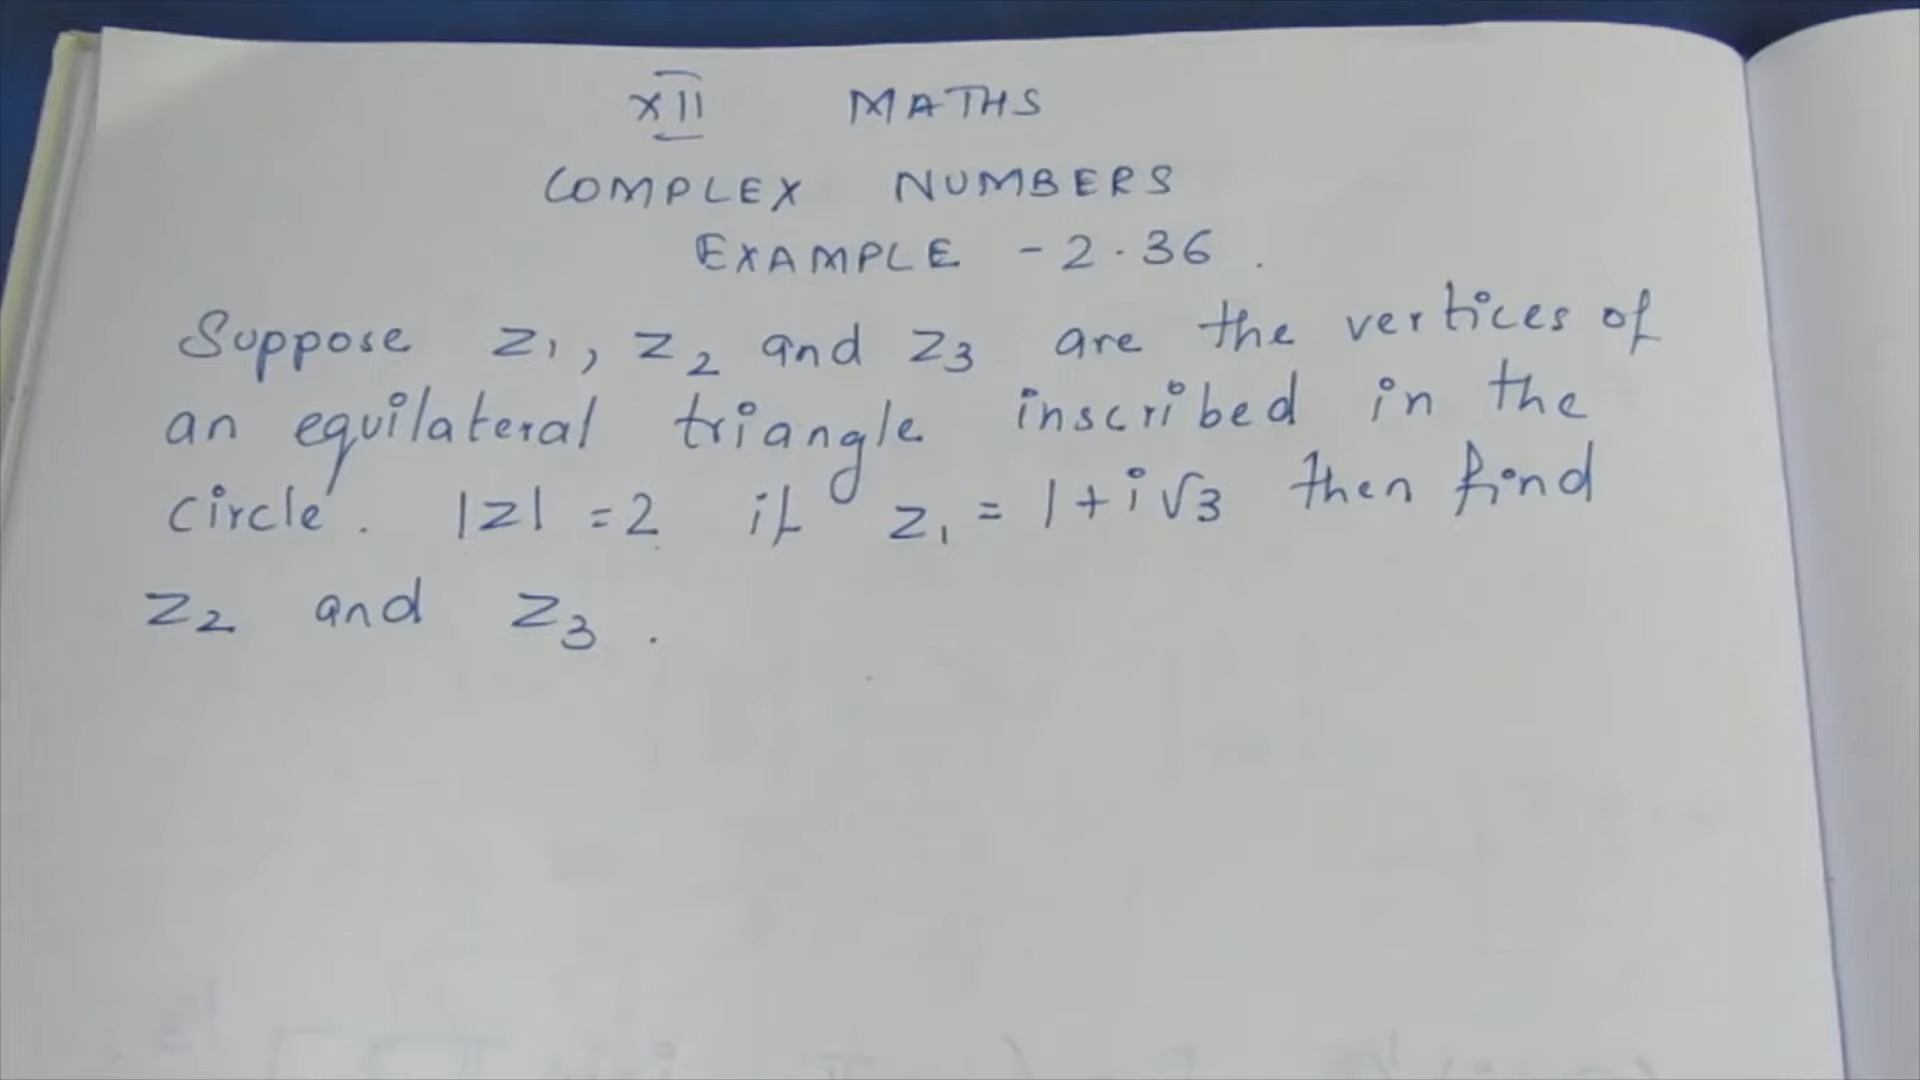 XII MATHS
COMPLEX NUMBERS
EXAMPLE - 2.36.
Suppose z₁, z₂ and z₃ are the vertices of
an equilateral triangle inscribed in the
circle. |z| = 2 if z₁ = 1 + i√3 then find
z₂ and z₃.